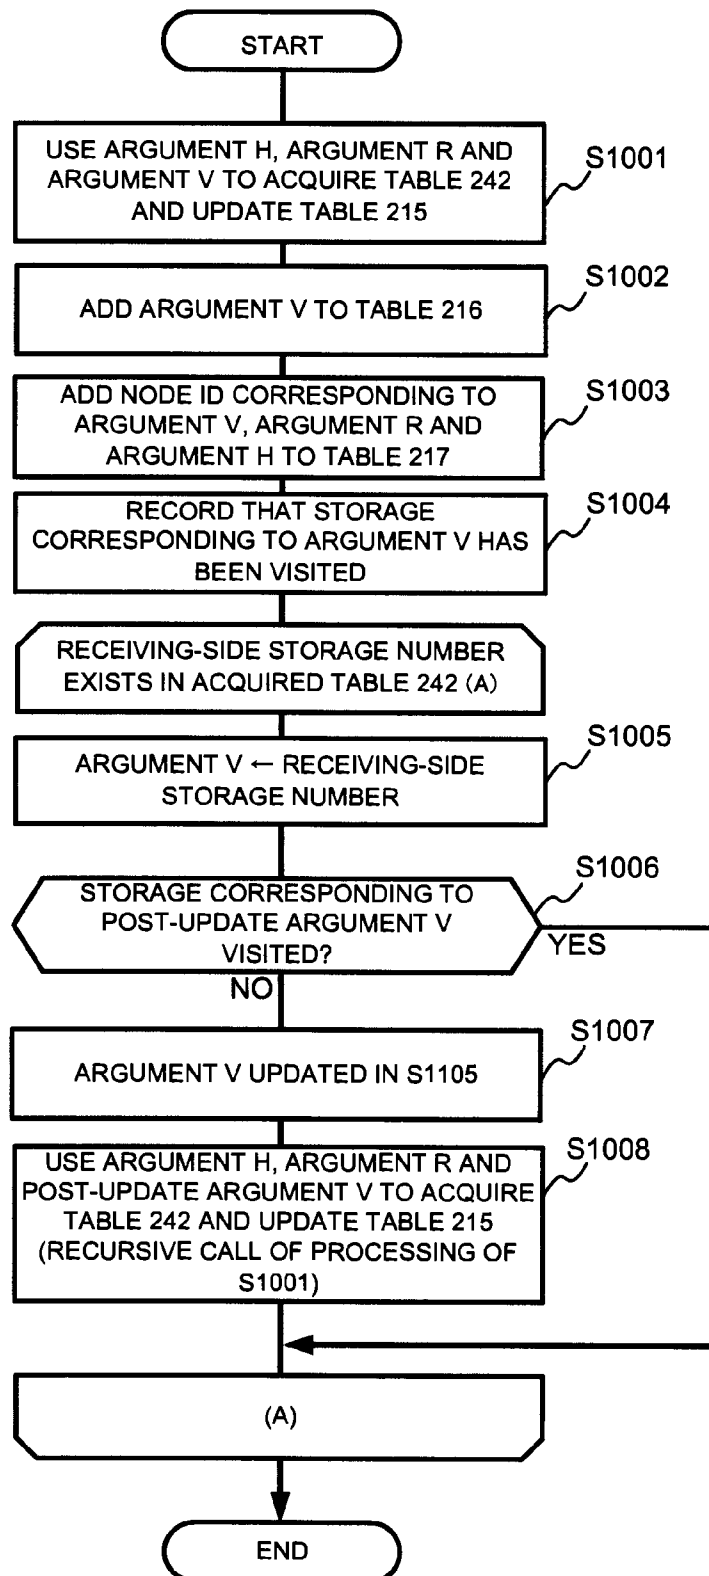 START
USE ARGUMENT H, ARGUMENT R AND
ARGUMENT V TO ACQUIRE TABLE 242
AND UPDATE TABLE 215
S1001
ADD ARGUMENT V TO TABLE 216
S1002
ADD NODE ID CORRESPONDING TO
ARGUMENT V, ARGUMENT R AND
ARGUMENT H TO TABLE 217
S1003
RECORD THAT STORAGE
CORRESPONDING TO ARGUMENT V HAS
BEEN VISITED
S1004
RECEIVING-SIDE STORAGE NUMBER
EXISTS IN ACQUIRED TABLE 242 (A)
ARGUMENT V ← RECEIVING-SIDE
STORAGE NUMBER
S1005
STORAGE CORRESPONDING TO
POST-UPDATE ARGUMENT V
VISITED?
S1006
YES
NO
ARGUMENT V UPDATED IN S1105
S1007
USE ARGUMENT H, ARGUMENT R AND
POST-UPDATE ARGUMENT V TO ACQUIRE
TABLE 242 AND UPDATE TABLE 215
(RECURSIVE CALL OF PROCESSING OF
S1001)
S1008
(A)
END